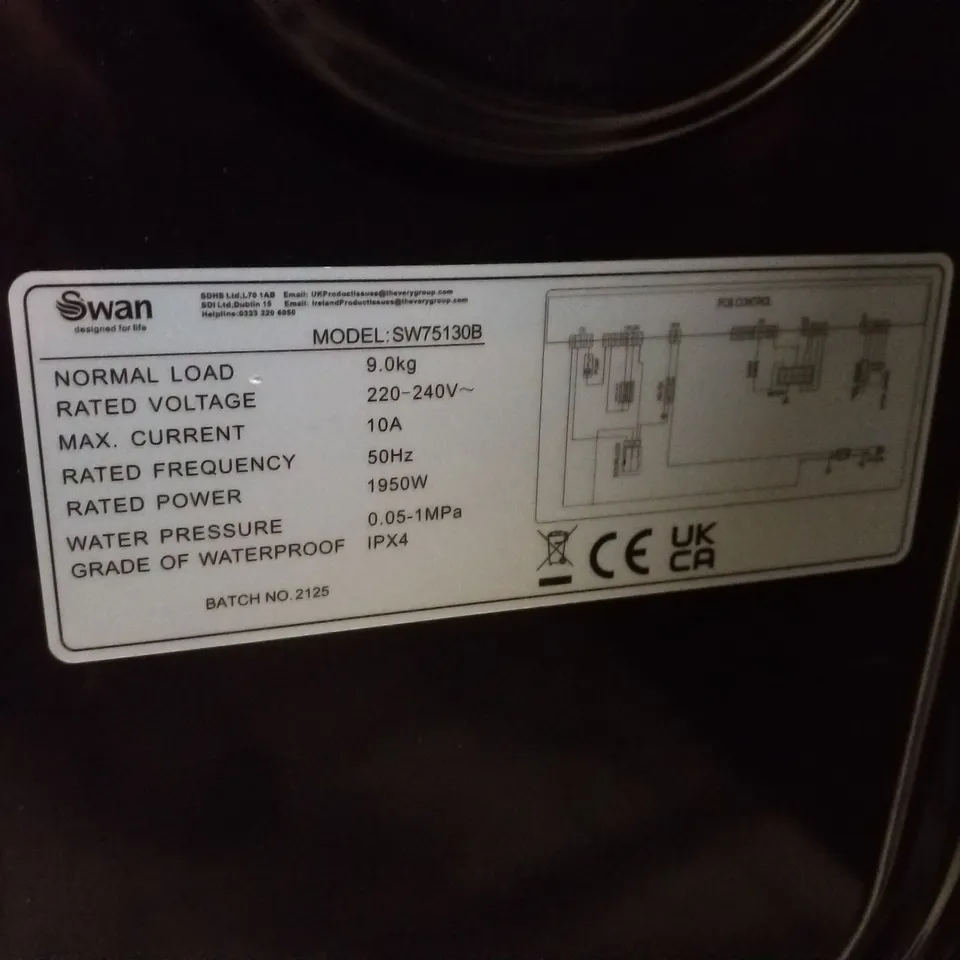 Swan
designed for life
SDHB Ltd.L70 1AB Email: UKProductissues@theverygroup.com
SDI Ltd.Dublin 15 Email: IrelandProductissues@theverygroup.com
Helpline:0333 220 6050
MODEL:SW75130B
NORMAL LOAD 9.0kg
RATED VOLTAGE 220-240V~
MAX. CURRENT 10A
RATED FREQUENCY 50Hz
RATED POWER 1950W
WATER PRESSURE 0.05-1MPa
GRADE OF WATERPROOF IPX4
BATCH NO.2125
PCB CONTROL
CE
UK
CA